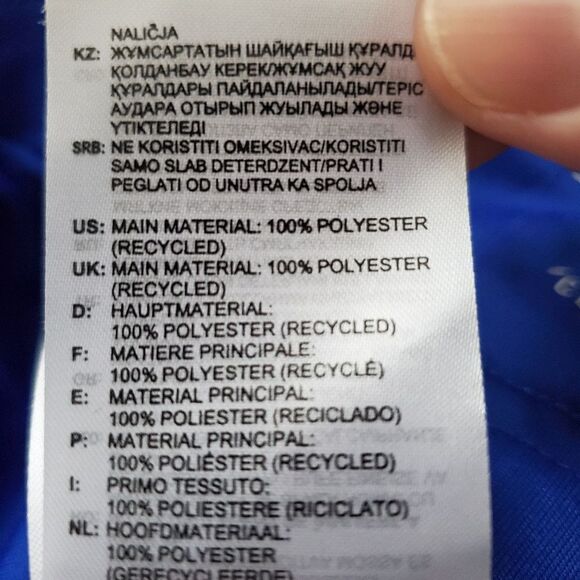 NALIČJA
KZ: ЖҰМСАРТАТЫН ШАЙҚАҒЫШ ҚҰРАЛД
ҚОЛДАНБАУ КЕРЕК/ЖҰМСАҚ ЖУУ
ҚҰРАЛДАРЫ ПАЙДАЛАНЫЛАДЫ/ТЕРІС
АУДАРА ОТЫРЫП ЖУЫЛАДЫ ЖӘНЕ
ҮТІКТЕЛЕДІ
SRB: NE KORISTITI OMEKSIVAC/KORISTITI
SAMO SLAB DETERDZENT/PRATI I
PEGLATI OD UNUTRA KA SPOLJA
US: MAIN MATERIAL: 100% POLYESTER
(RECYCLED)
UK: MAIN MATERIAL: 100% POLYESTER
(RECYCLED)
D: HAUPTMATERIAL:
100% POLYESTER (RECYCLED)
F: MATIERE PRINCIPALE:
100% POLYESTER (RECYCLÉ)
E: MATERIAL PRINCIPAL:
100% POLIESTER (RECICLADO)
P: MATERIAL PRINCIPAL:
100% POLIÉSTER (RECYCLED)
I: PRIMO TESSUTO:
100% POLIESTERE (RICICLATO)
NL: HOOFDMATERIAAL:
100% POLYESTER
(GERECYCLEERDE)